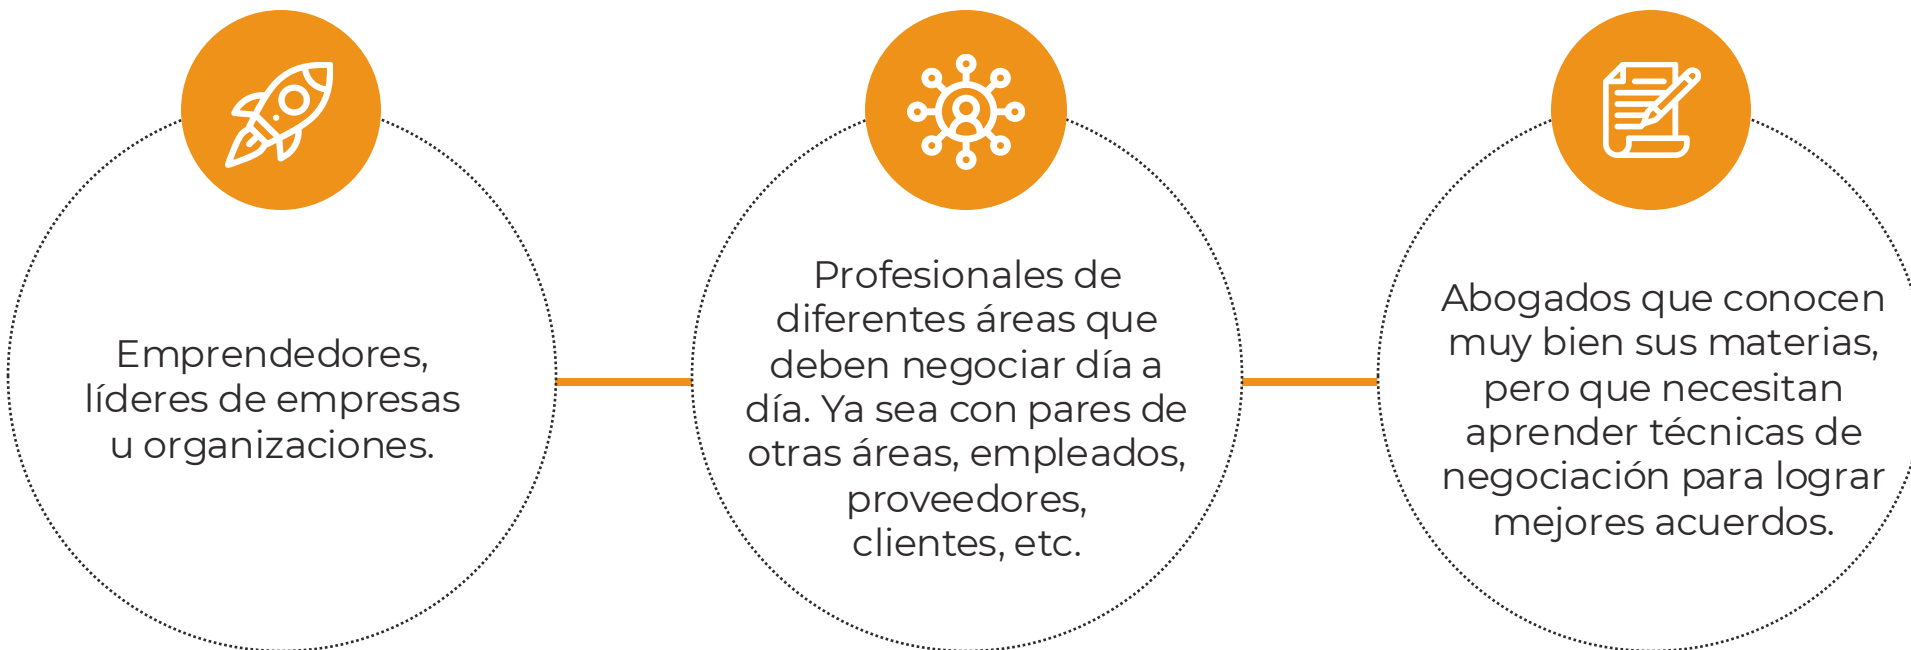 Emprendedores,
líderes de empresas
u organizaciones.
Profesionales de
diferentes áreas que
deben negociar día a
día. Ya sea con pares de
otras áreas, empleados,
proveedores,
clientes, etc.
Abogados que conocen
muy bien sus materias,
pero que necesitan
aprender técnicas de
negociación para lograr
mejores acuerdos.